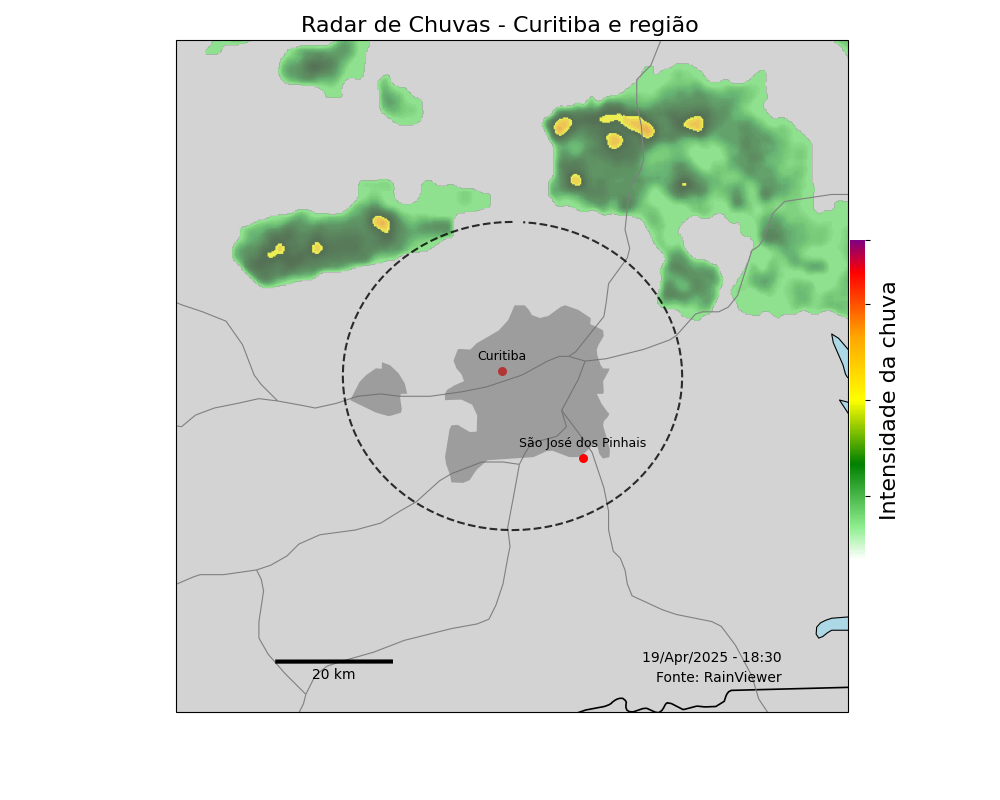 Radar de Chuvas - Curitiba e região
Curitiba
São José dos Pinhais
Intensidade da chuva
19/Apr/2025 - 18:30
20 km
Fonte: RainViewer